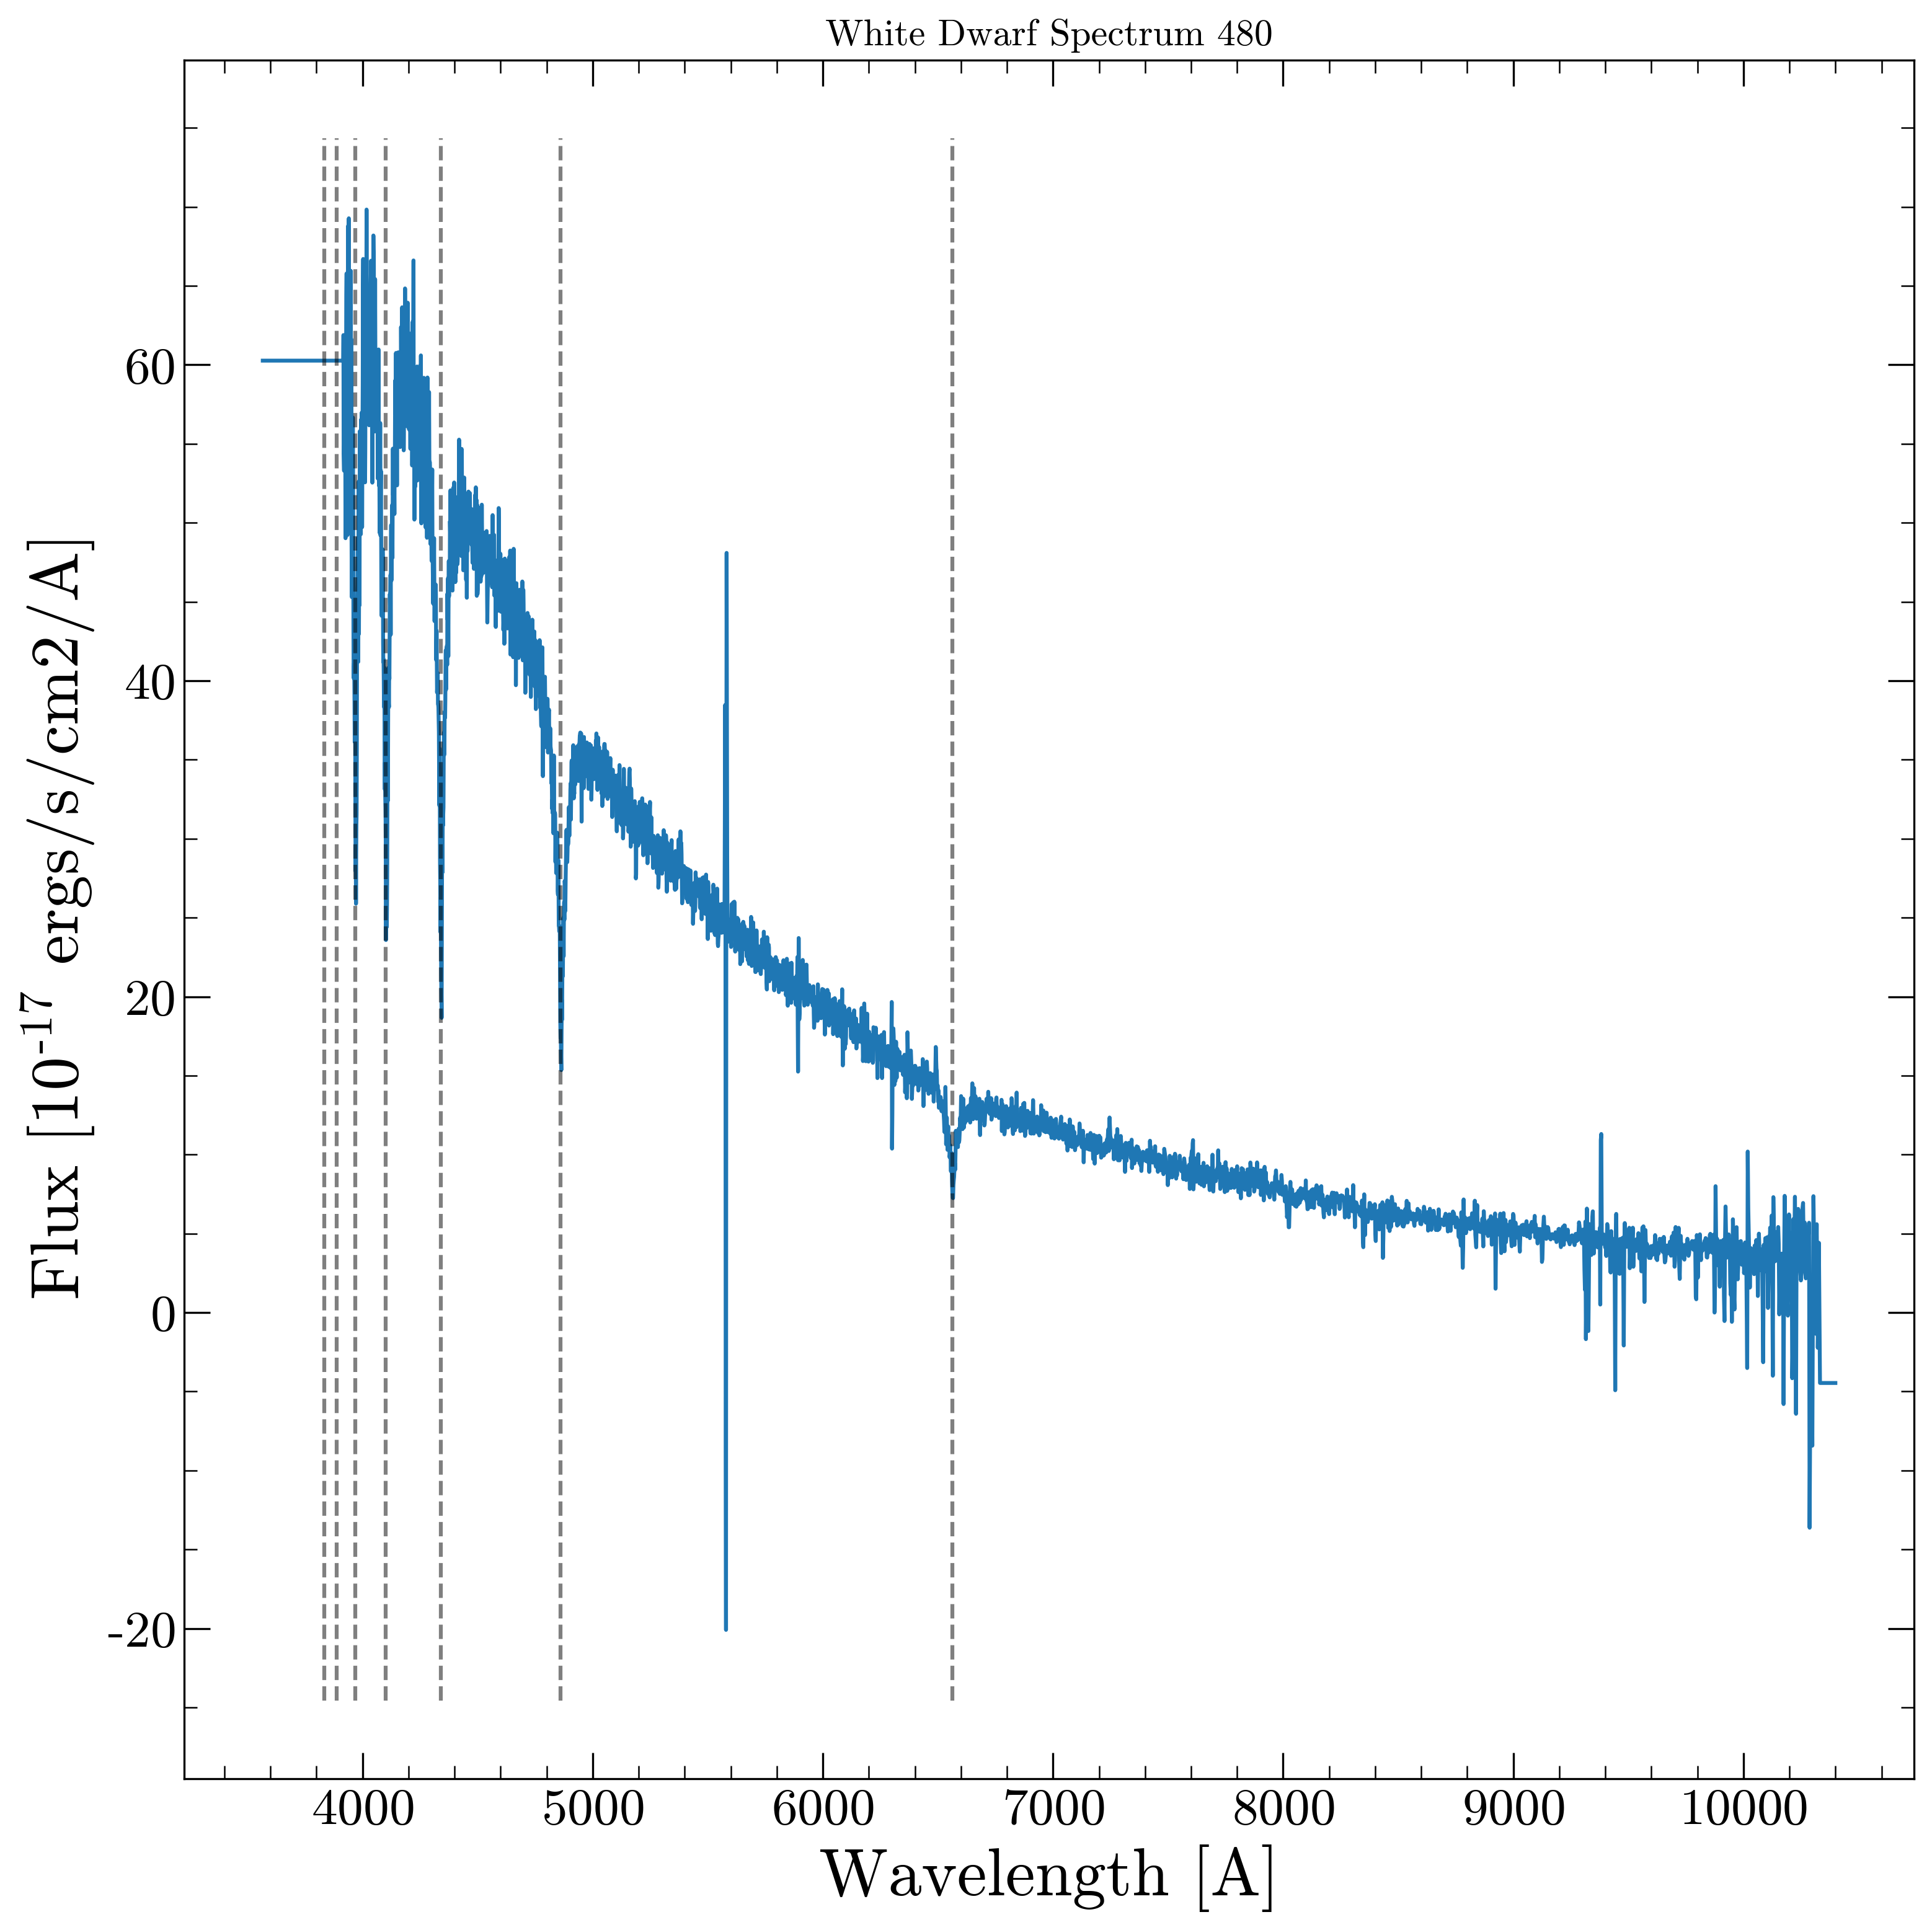 White Dwarf Spectrum 480
Flux [10-17 ergs/s/cm2/A]
60
40
20
0
-20
4000 5000 6000 7000 8000 9000 10000
Wavelength [A]